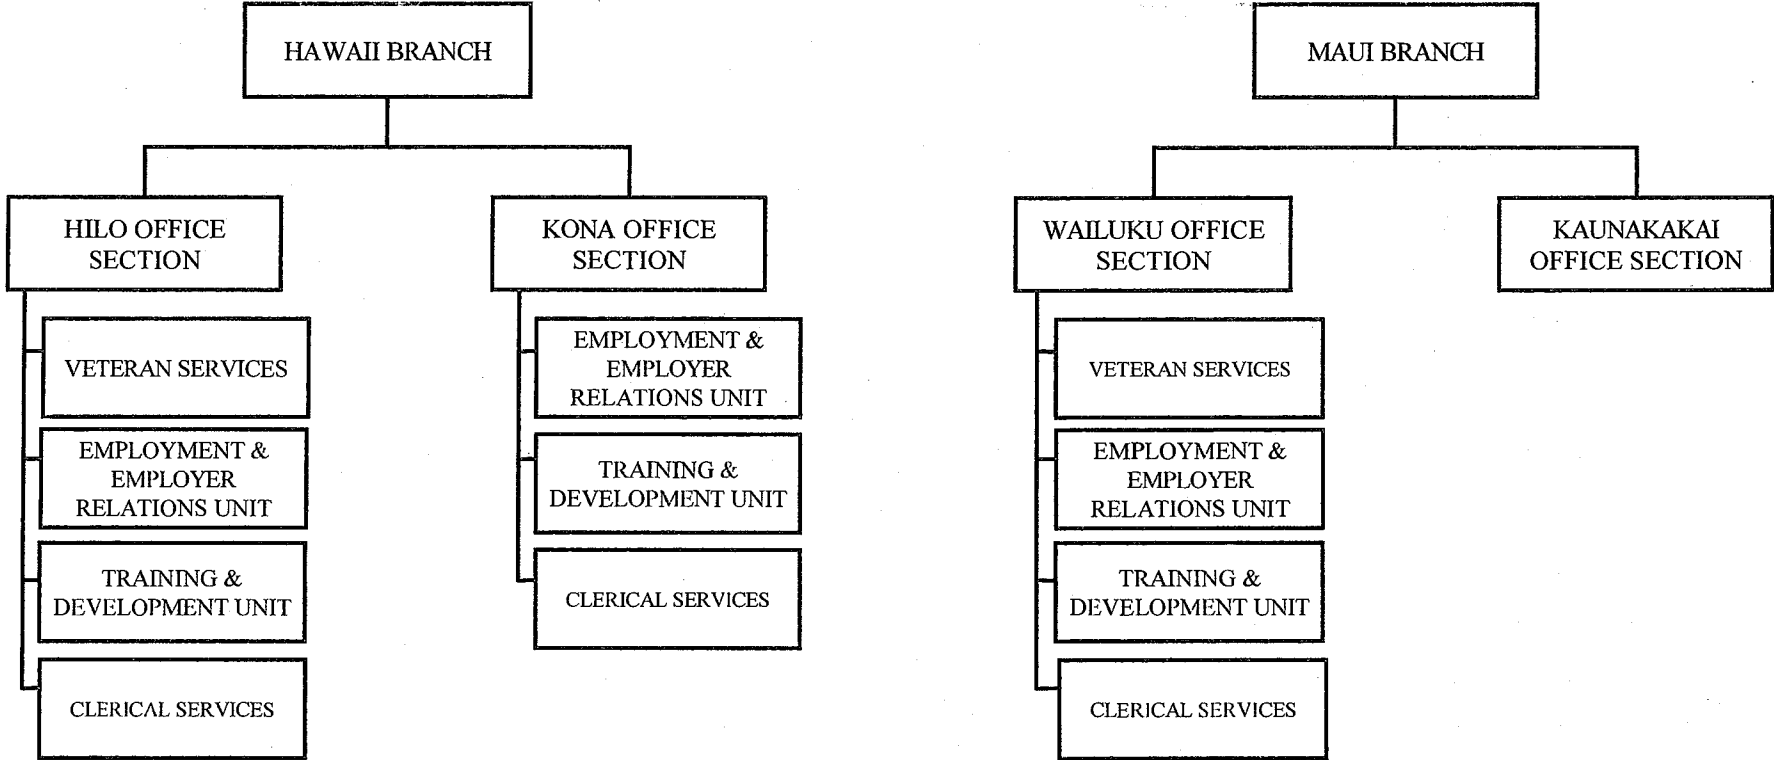 HAWAII BRANCH
HILO OFFICE
SECTION
VETERAN SERVICES
EMPLOYMENT &
EMPLOYER
RELATIONS UNIT
TRAINING &
DEVELOPMENT UNIT
CLERICAL SERVICES
KONA OFFICE
SECTION
EMPLOYMENT &
EMPLOYER
RELATIONS UNIT
TRAINING &
DEVELOPMENT UNIT
CLERICAL SERVICES
MAUI BRANCH
WAILUKU OFFICE
SECTION
VETERAN SERVICES
EMPLOYMENT &
EMPLOYER
RELATIONS UNIT
TRAINING &
DEVELOPMENT UNIT
CLERICAL SERVICES
KAUNAKAKAI
OFFICE SECTION